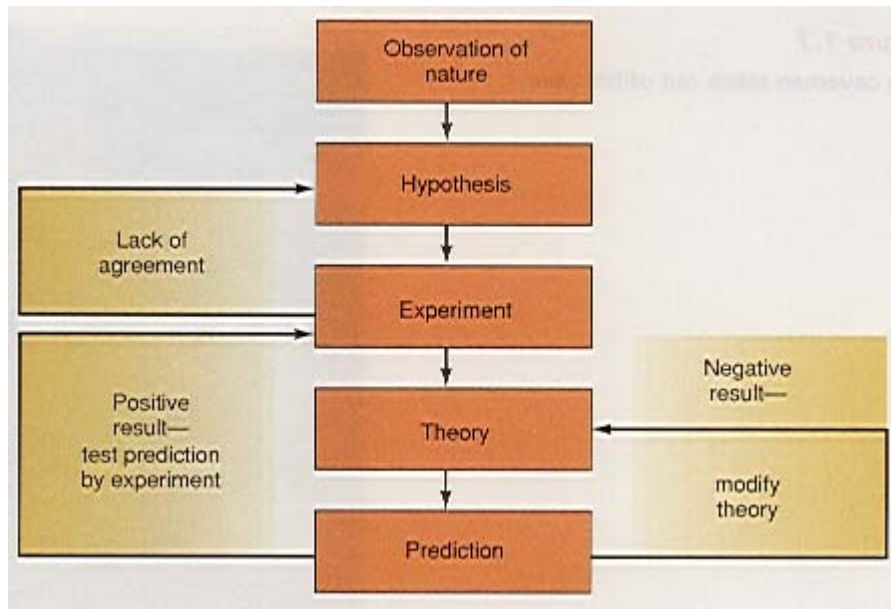 Observation of
nature
Hypothesis
Lack of
agreement
Experiment
Positive
result—
test prediction
by experiment
Theory
Negative
result—
modify
theory
Prediction